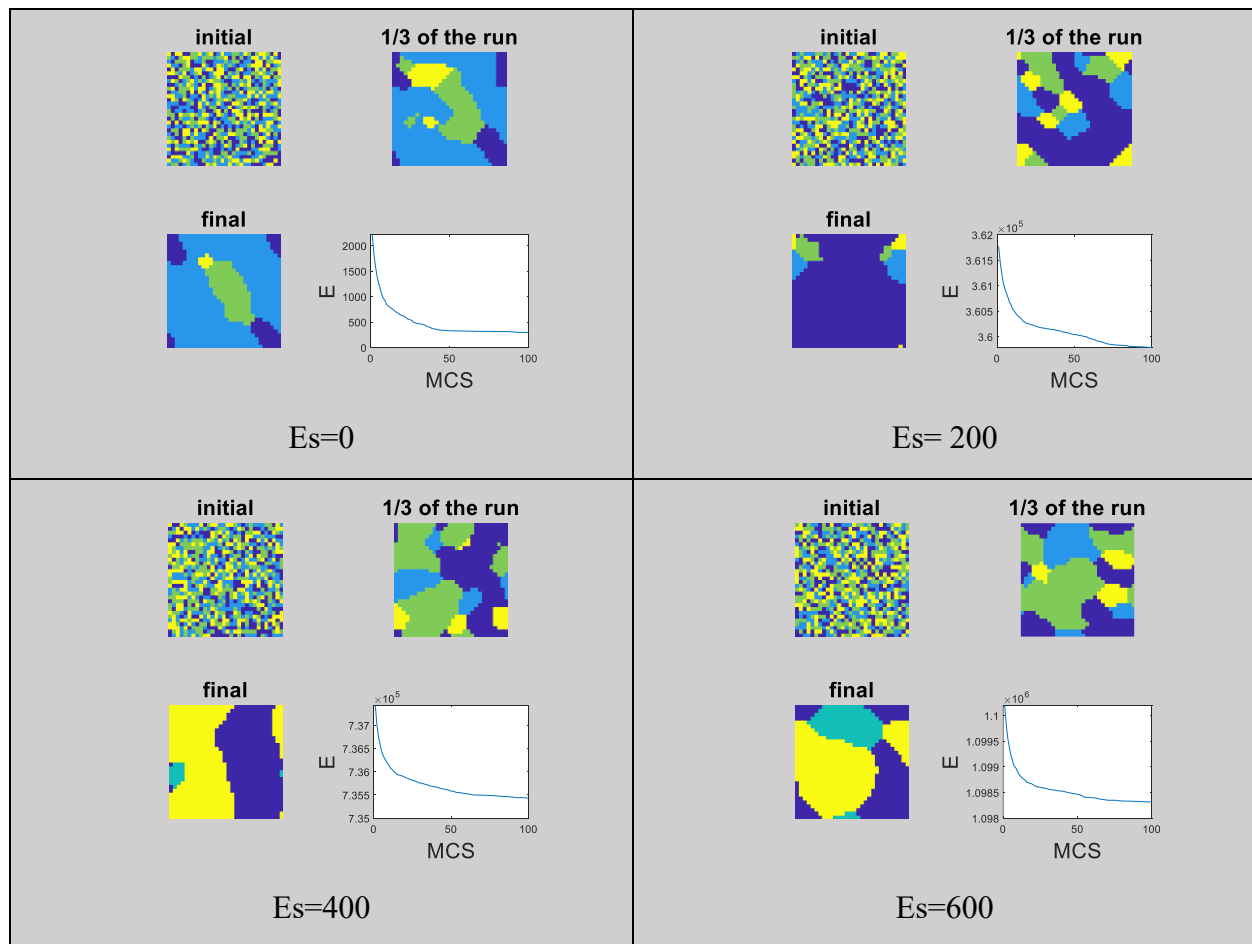 initial
1/3 of the run
final
2000
1500
1000
500
0
E
0
50
100
MCS
Es=0
initial
1/3 of the run
final
×10^5
3.62
3.615
3.61
3.605
3.6
E
0
50
100
MCS
Es= 200
initial
1/3 of the run
final
×10^5
7.37
7.365
7.36
7.355
7.35
E
0
50
100
MCS
Es=400
initial
1/3 of the run
final
×10^6
1.1
1.0995
1.099
1.0985
1.098
E
0
50
100
MCS
Es=600